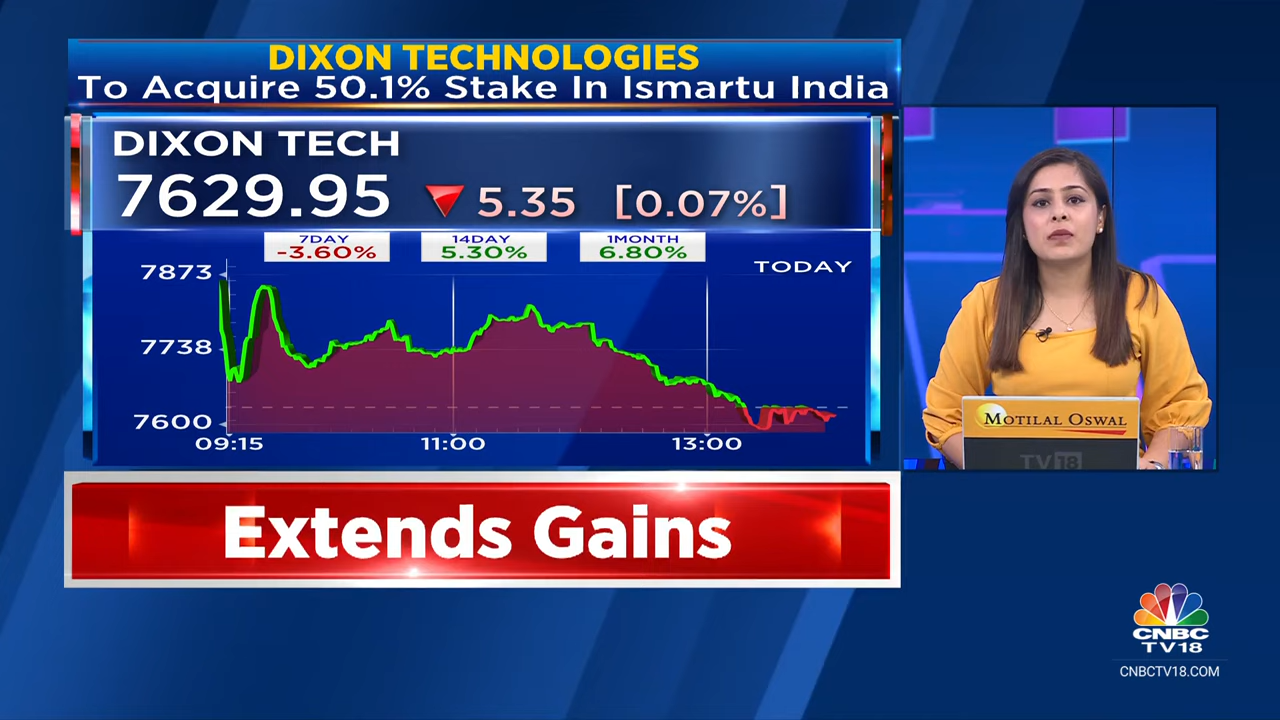 DIXON TECHNOLOGIES
To Acquire 50.1% Stake In Ismartu India
DIXON TECH
7629.95 ▼ 5.35 [0.07%]
7DAY 14DAY 1MONTH
-3.60% 5.30% 6.80%
TODAY
7873
7738
7600
09:15 11:00 13:00
Extends Gains
MOTILAL OSWAL
TV18
CNBC
TV18
CNBCTV18.COM